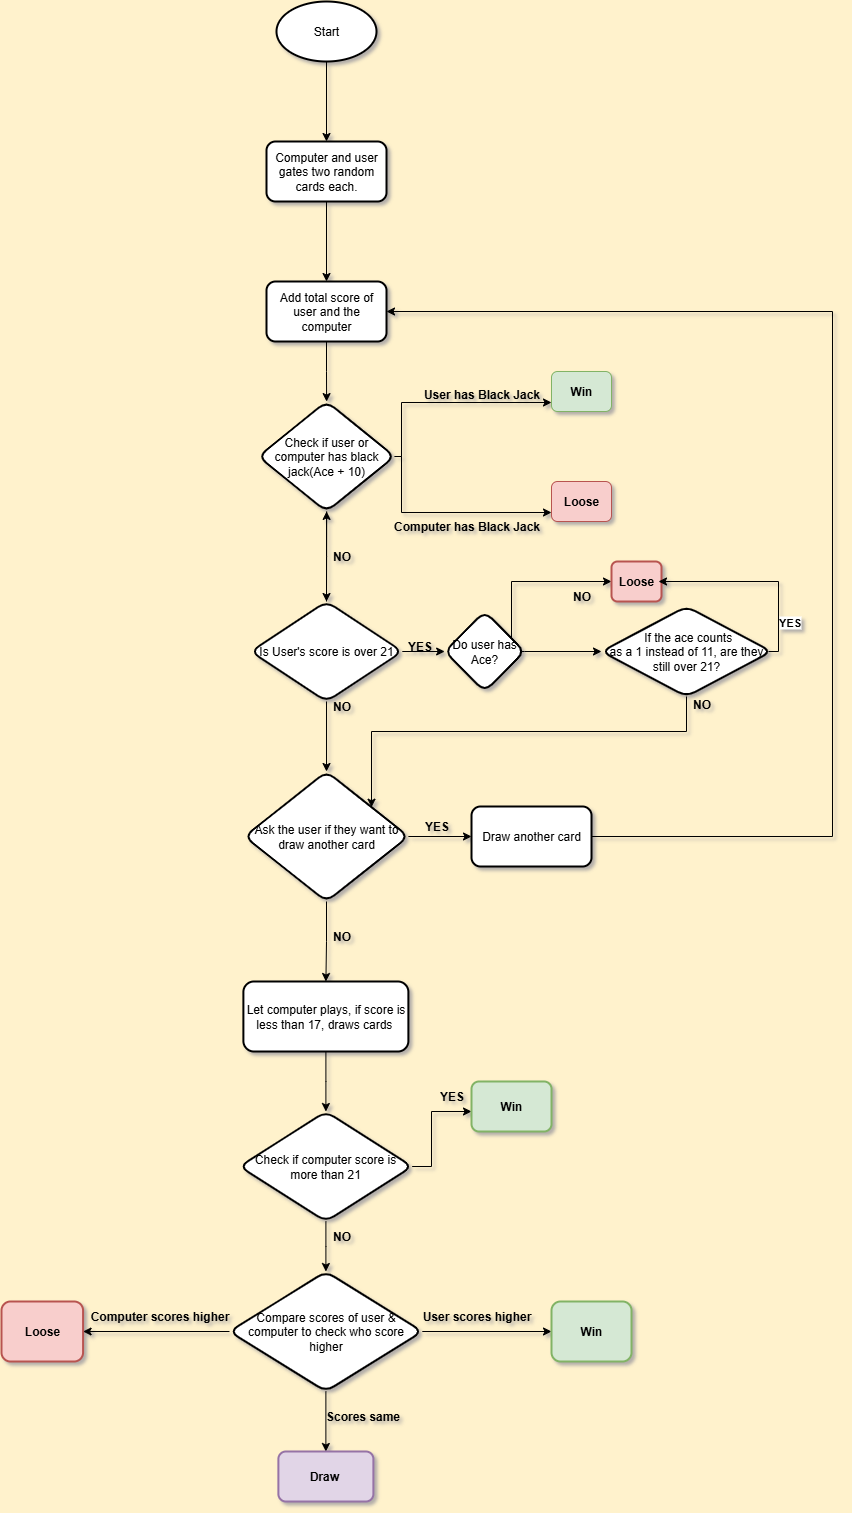 Start
Computer and user
gates two random
cards each.
Add total score of
user and the
computer
User has Black Jack
Win
Check if user or
computer has black
jack(Ace + 10)
Loose
Computer has Black Jack
NO
Loose
NO
YES
Is User's score is over 21
YES
Do user has
Ace?
If the ace counts
as a 1 instead of 11, are they
still over 21?
NO
NO
Ask the user if they want to
draw another card
YES
Draw another card
NO
Let computer plays, if score is
less than 17, draws cards
YES
Win
Check if computer score is
more than 21
NO
Loose
Computer scores higher
Compare scores of user &
computer to check who score
higher
User scores higher
Win
Scores same
Draw